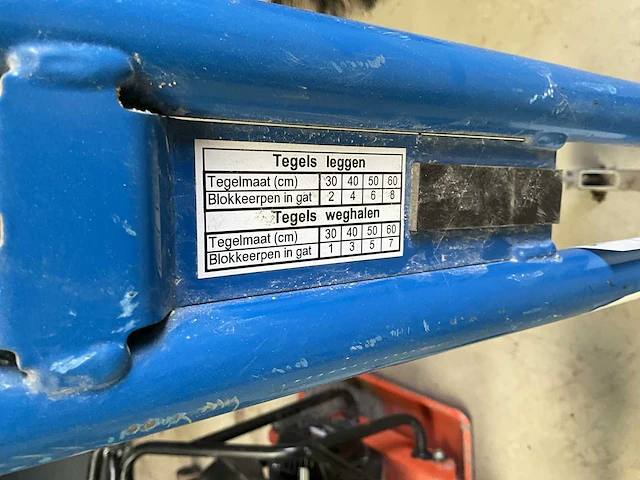 Tegels leggen
Tegelmaat (cm) 30 40 50 60
Blokkeerpen in gat 2 4 6 8
Tegels weghalen
Tegelmaat (cm) 30 40 50 60
Blokkeerpen in gat 1 3 5 7